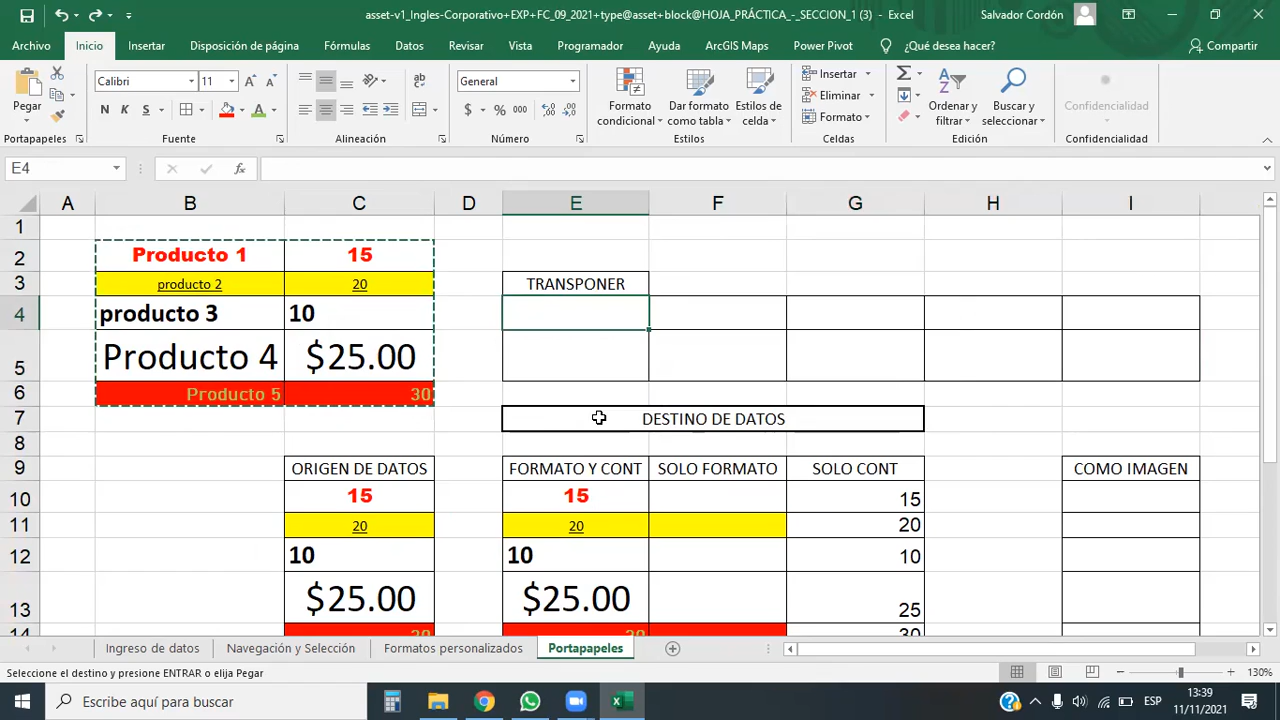 asset-v1_Ingles-Corporativo+EXP+FC_09_2021+type@asset+block@HOJA_PRÁCTICA_-_SECCION_1 (3) - Excel
Salvador Cordón
Archivo Inicio Insertar Disposición de página Fórmulas Datos Revisar Vista Programador Ayuda ArcGIS Maps Power Pivot ¿Qué desea hacer? Compartir
Pegar
Calibri 11
N K S
General
$ % 000
Formato condicional
Dar formato como tabla
Estilos de celda
Insertar
Eliminar
Formato
Ordenar y filtrar
Buscar y seleccionar
Confidencialidad
Portapapeles Fuente Alineación Número Estilos Celdas Edición Confidencialidad
E4 fx
A B C D E F G H I
1
2 Producto 1 15
3 producto 2 20 TRANSPONER
4 producto 3 10
5 Producto 4 $25.00
6 Producto 5 30
7 DESTINO DE DATOS
8
9 ORIGEN DE DATOS FORMATO Y CONT SOLO FORMATO SOLO CONT COMO IMAGEN
10 15 15 15
11 20 20 20
12 10 10 10
13 $25.00 $25.00 25
14 30 30 30
Ingreso de datos Navegación y Selección Formatos personalizados Portapapeles
Seleccione el destino y presione ENTRAR o elija Pegar 130%
Escribe aquí para buscar
ESP
13:39
11/11/2021